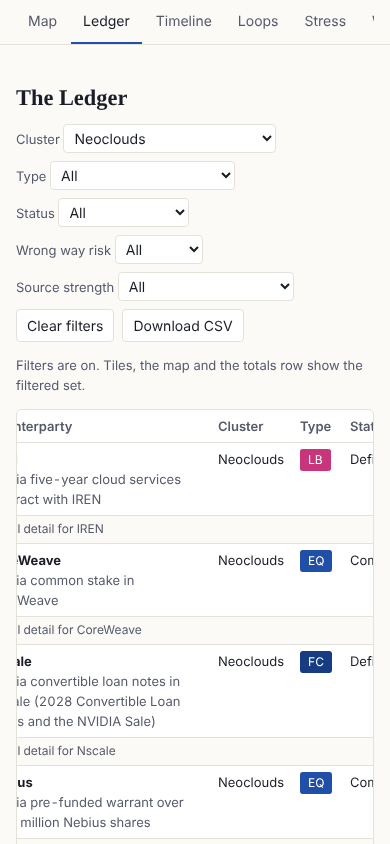 Map Ledger Timeline Loops Stress
The Ledger
Cluster Neoclouds
Type All
Status All
Wrong way risk All
Source strength All
Clear filters Download CSV
Filters are on. Tiles, the map and the totals row show the
filtered set.
nterparty Cluster Type Stat
Neoclouds LB Defi
ia five-year cloud services
ract with IREN
l detail for IREN
eWeave Neoclouds EQ Com
ia common stake in
Weave
l detail for CoreWeave
ale Neoclouds FC Defi
ia convertible loan notes in
ale (2028 Convertible Loan
s and the NVIDIA Sale)
l detail for Nscale
us Neoclouds EQ Com
ia pre-funded warrant over
million Nebius shares